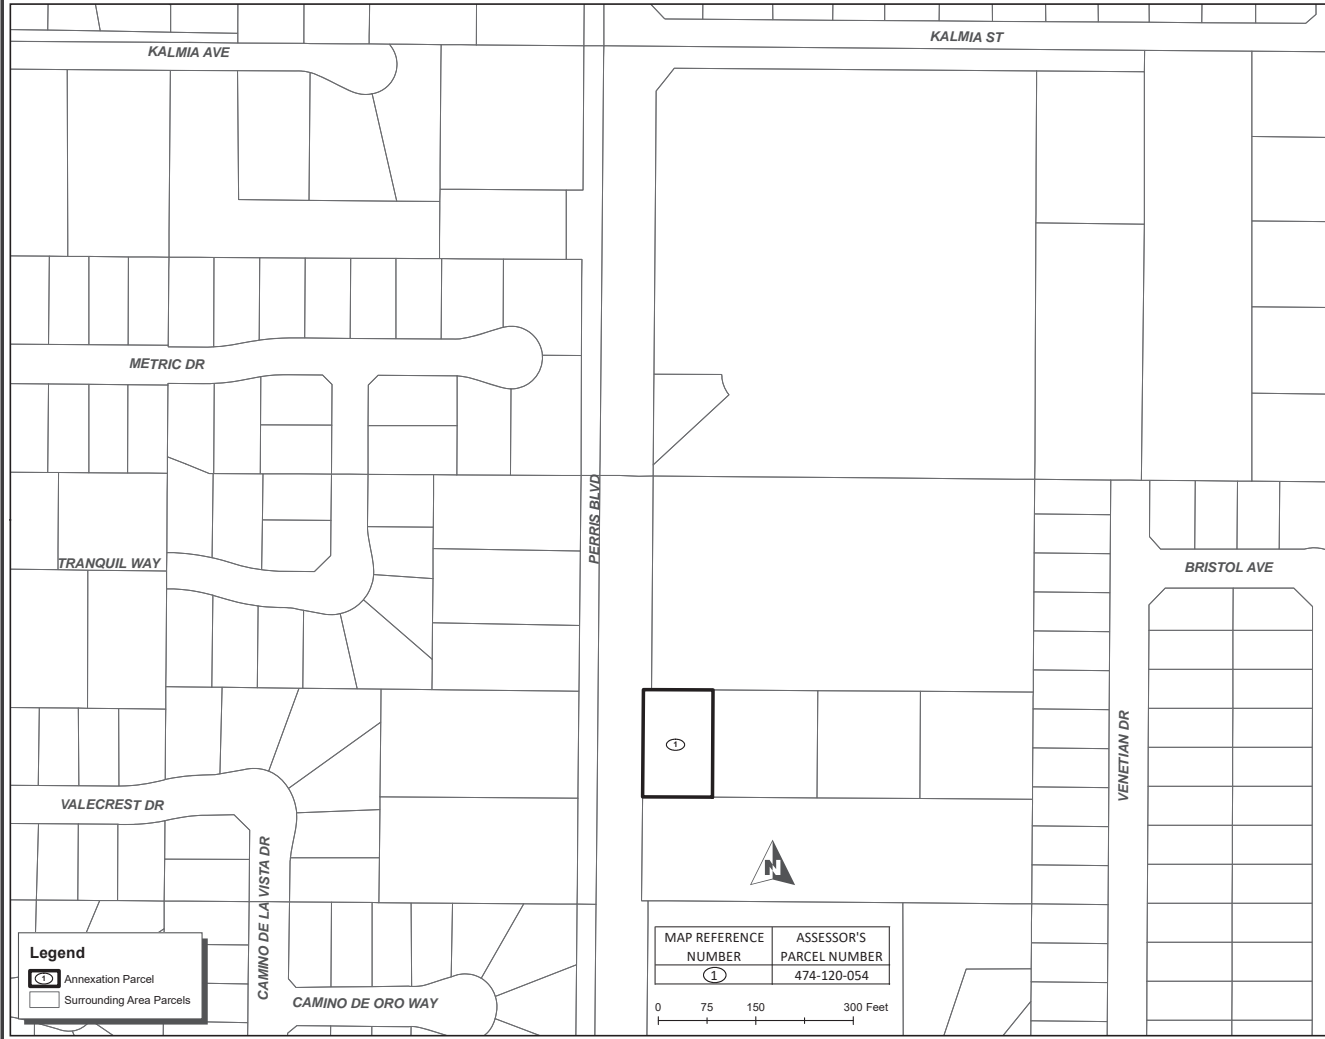 KALMIA AVE
KALMIA ST
METRIC DR
PERRIS BLVD
TRANQUIL WAY
BRISTOL AVE
1
VENETIAN DR
VALECREST DR
CAMINO DE LA VISTA DR
N
CAMINO DE ORO WAY
Legend
1 Annexation Parcel
Surrounding Area Parcels
MAP REFERENCE NUMBER
ASSESSOR'S PARCEL NUMBER
1 474-120-054
0 75 150 300 Feet